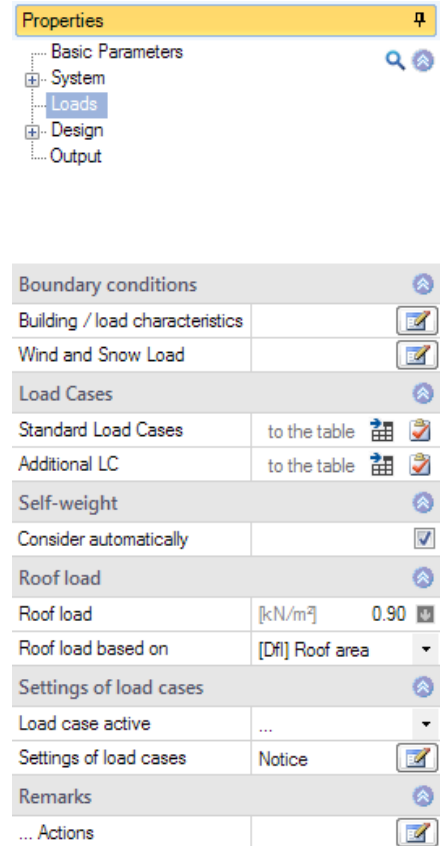 Properties
Basic Parameters
System
Loads
Design
Output
Boundary conditions
Building / load characteristics
Wind and Snow Load
Load Cases
Standard Load Cases to the table
Additional LC to the table
Self-weight
Consider automatically
Roof load
Roof load [kN/m²] 0.90
Roof load based on [Dfl] Roof area
Settings of load cases
Load case active ...
Settings of load cases Notice
Remarks
... Actions